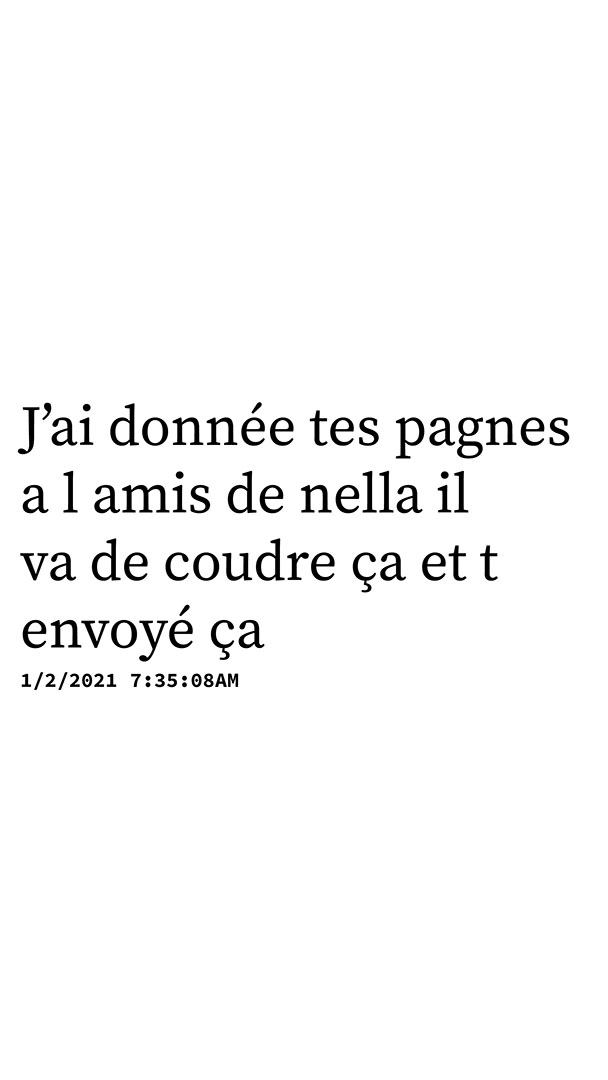 J’ai donnée tes pagnes
a l amis de nella il
va de coudre ça et t
envoyé ça
1/2/2021 7:35:08AM